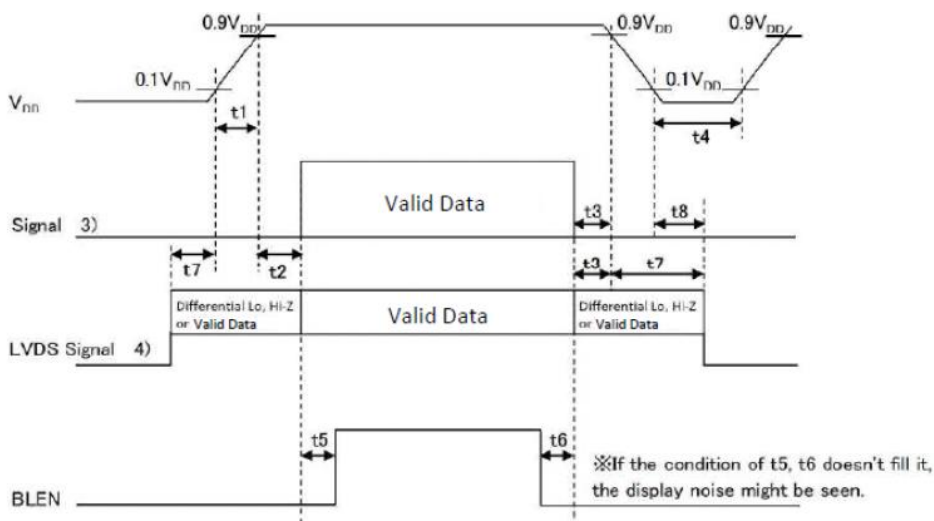 0.9VDD
0.9VDD
0.9VDD
0.1VDD
0.1VDD
VDD
t1
t4
Valid Data
Signal 3)
t3
t8
t7
t2
t3
t7
Differential Lo, Hi-Z
or Valid Data
Valid Data
Differential Lo, Hi-Z
or Valid Data
LVDS Signal 4)
t5
t6
※If the condition of t5, t6 doesn't fill it,
the display noise might be seen.
BLEN